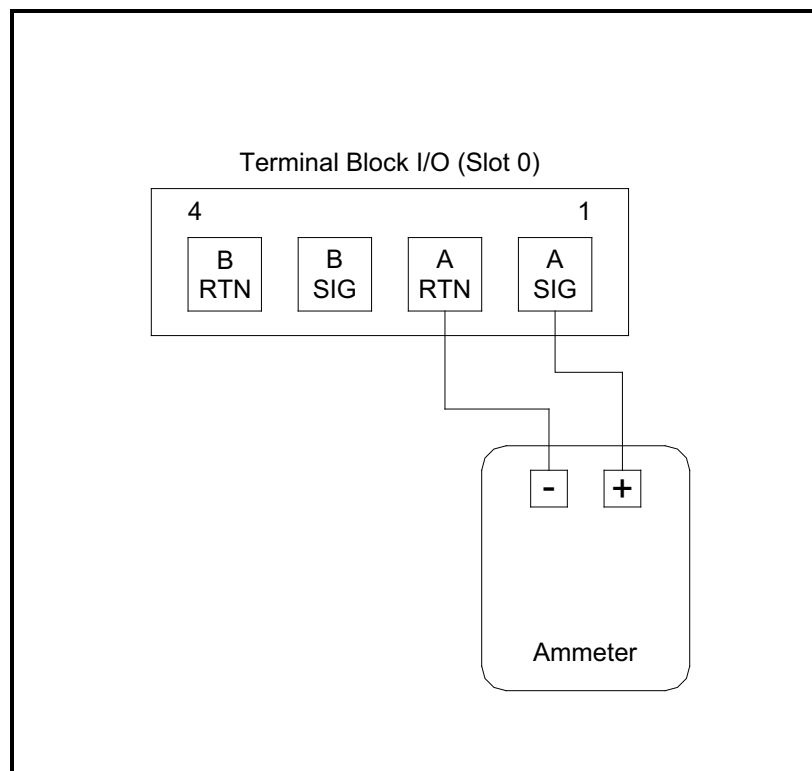 Terminal Block I/O (Slot 0)
4 1
B RTN
B SIG
A RTN
A SIG
- +
Ammeter